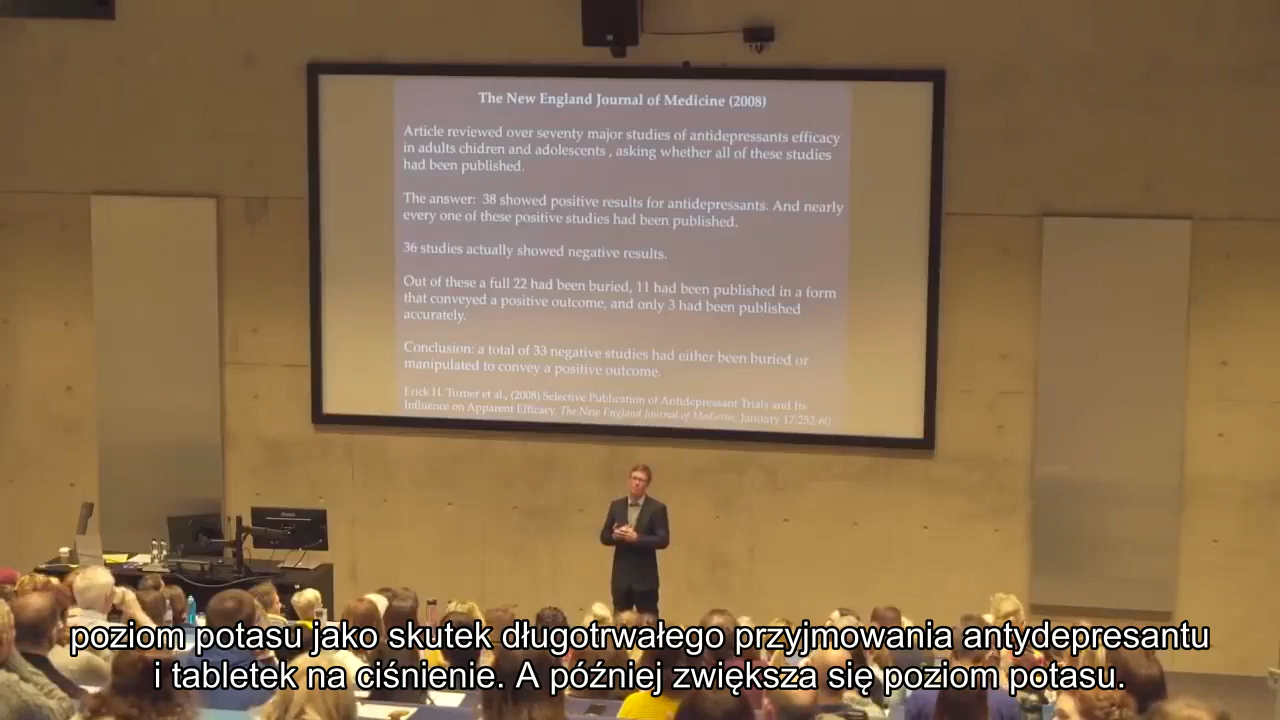 The New England Journal of Medicine (2008)
Article reviewed over seventy major studies of antidepressants efficacy
in adults chidren and adolescents , asking whether all of these studies
had been published.
The answer: 38 showed positive results for antidepressants. And nearly
every one of these positive studies had been published.
36 studies actually showed negative results.
Out of these a full 22 had been buried, 11 had been published in a form
that conveyed a positive outcome, and only 3 had been published
accurately.
Conclusion: a total of 33 negative studies had either been buried or
manipulated to convey a positive outcome.
Erick H. Turner et al., (2008) Selective Publication of Antidepressant Trials and Its
Influence on Apparent Efficacy, The New England Journal of Medicine, January 17:252-60
poziom potasu jako skutek długotrwałego przyjmowania antydepresantu
i tabletek na ciśnienie. A później zwiększa się poziom potasu.